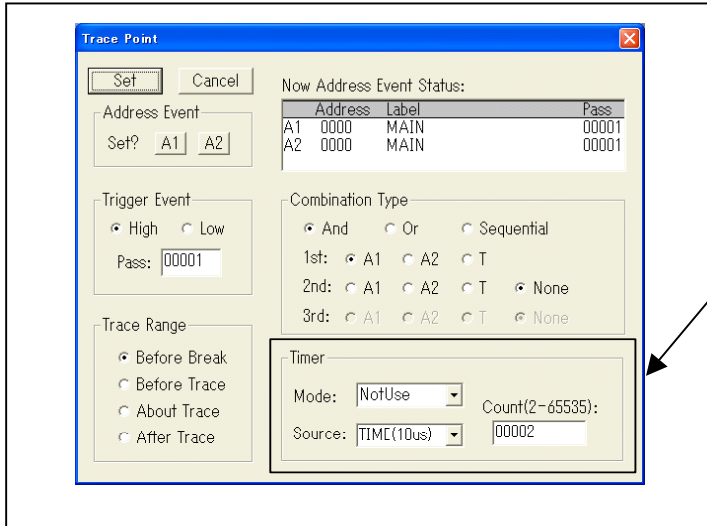 Trace Point
Set Cancel
Address Event
Set? A1 A2
Now Address Event Status:
Address Label Pass
A1 0000 MAIN 00001
A2 0000 MAIN 00001
Trigger Event
High Low
Pass: 00001
Combination Type
And Or Sequential
1st: A1 A2 T
2nd: A1 A2 T None
3rd: A1 A2 T None
Trace Range
Before Break
Before Trace
About Trace
After Trace
Timer
Mode: NotUse
Count(2-65535):
Source: TIME(10us) 00002